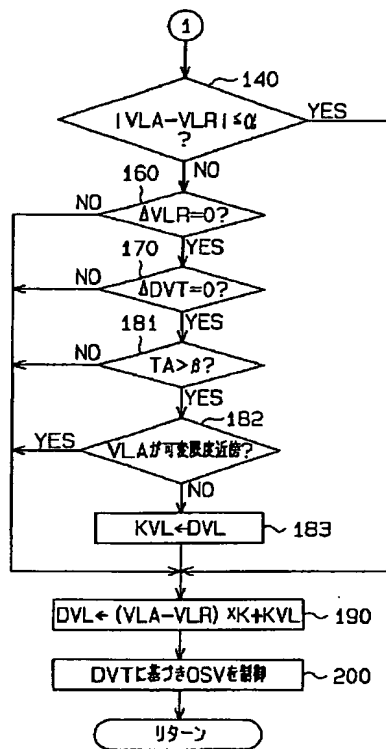 1
140
|VLA-VLR|≦α
?
YES
NO
160
NO
ΔVLR=0?
YES
170
NO
ΔDVT=0?
YES
181
NO
TA>β?
YES
182
YES
VLAが可変限度近傍?
NO
KVL←DVL
183
DVL←(VLA-VLR)×K+KVL
190
DVTに基づきOSVを制御
200
リターン